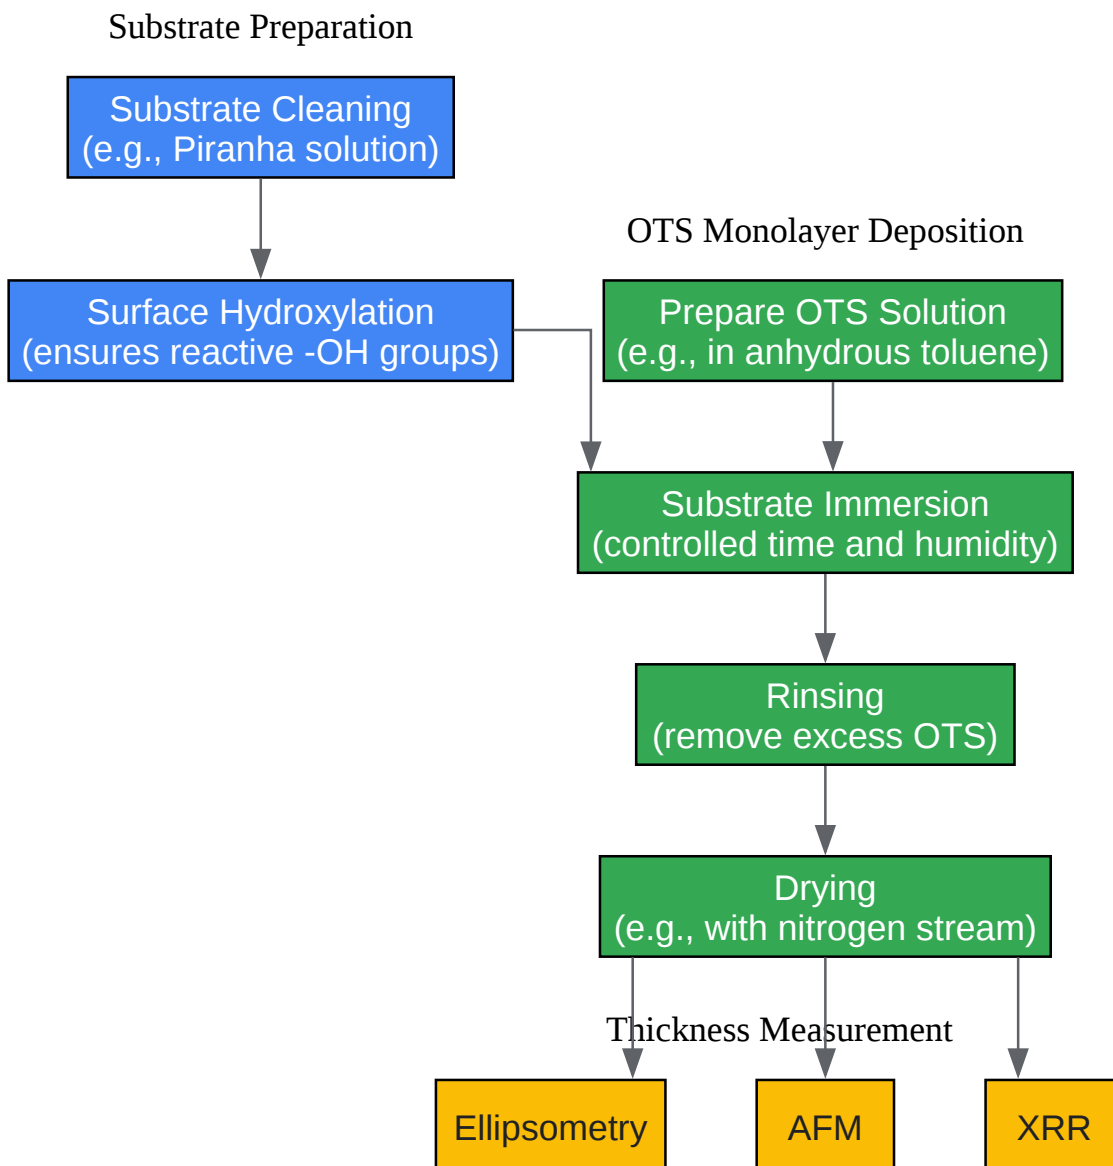 Substrate Preparation
Substrate Cleaning
(e.g., Piranha solution)
Surface Hydroxylation
(ensures reactive -OH groups)
OTS Monolayer Deposition
Prepare OTS Solution
(e.g., in anhydrous toluene)
Substrate Immersion
(controlled time and humidity)
Rinsing
(remove excess OTS)
Drying
(e.g., with nitrogen stream)
Thickness Measurement
Ellipsometry
AFM
XRR